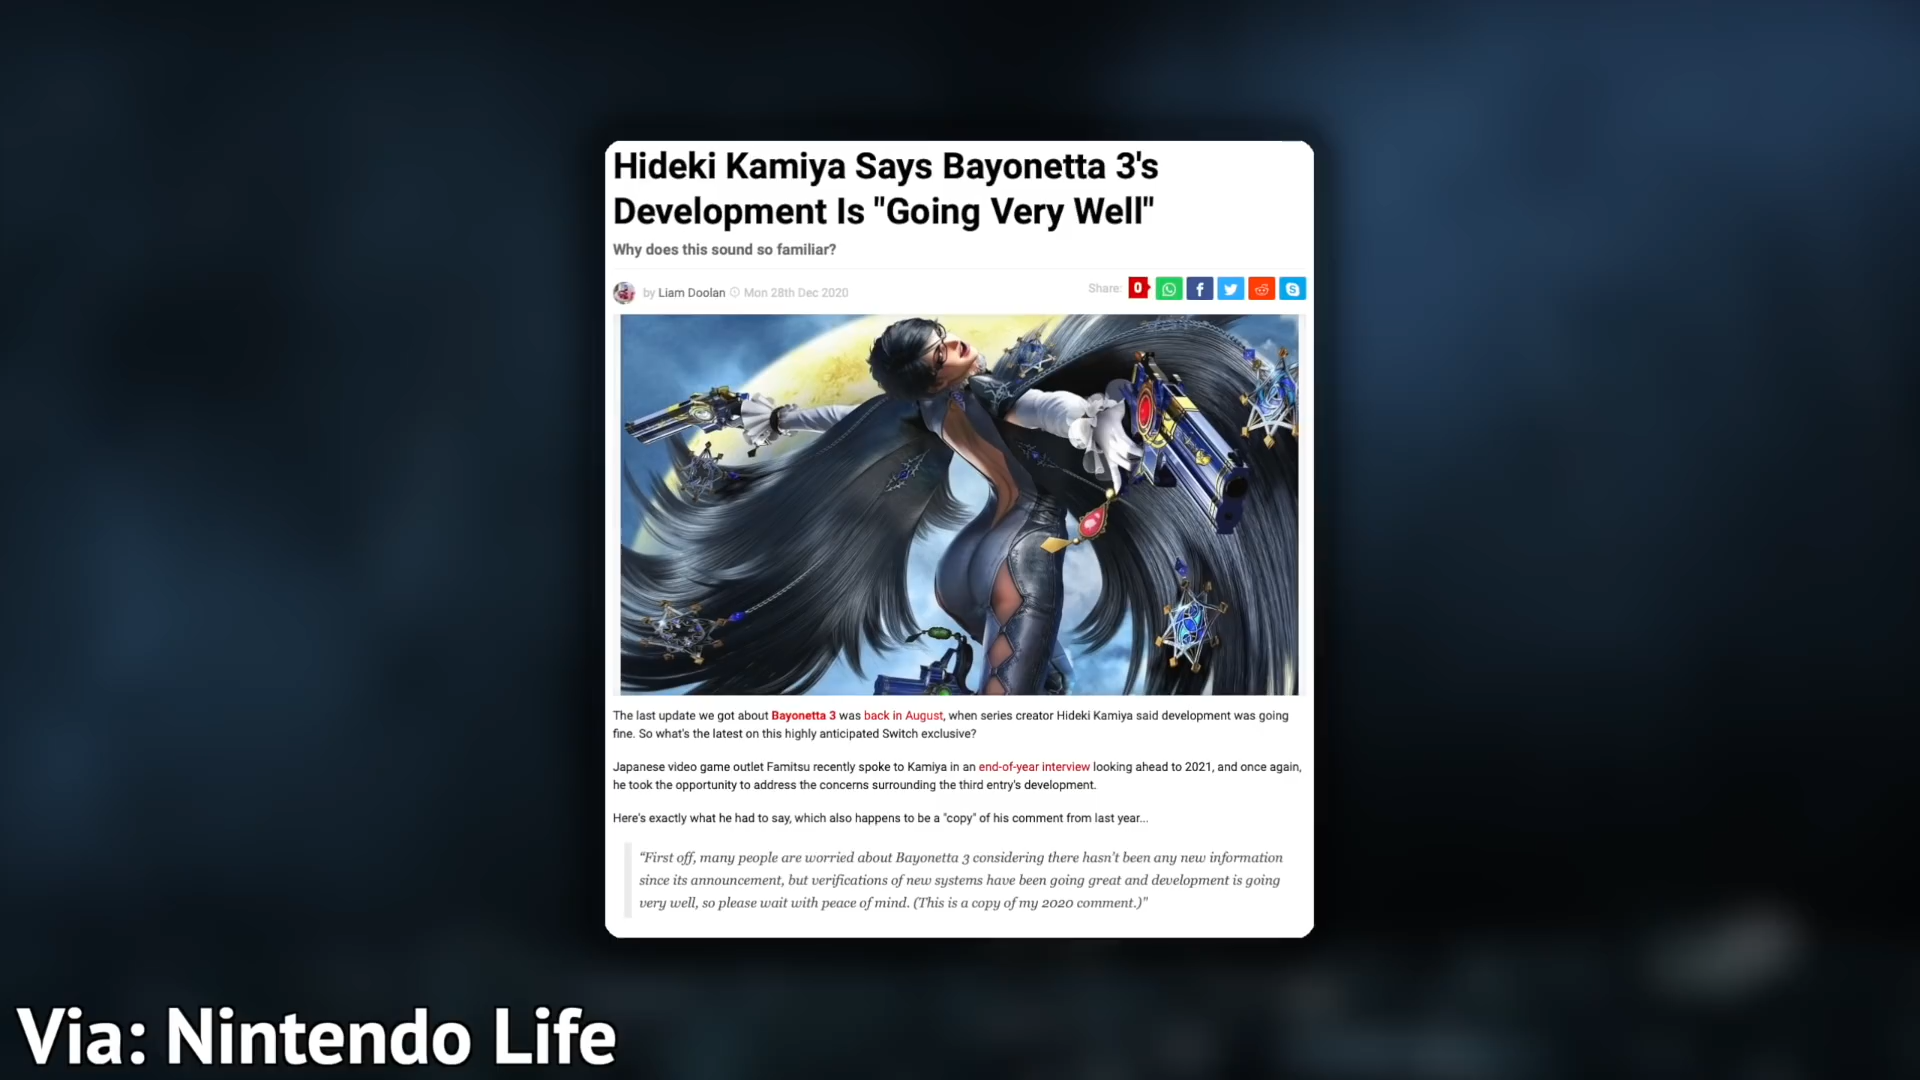 Hideki Kamiya Says Bayonetta 3's
Development Is "Going Very Well"
Why does this sound so familiar?
by Liam Doolan Mon 28th Dec 2020
Share: 0
The last update we got about Bayonetta 3 was back in August, when series creator Hideki Kamiya said development was going
fine. So what's the latest on this highly anticipated Switch exclusive?
Japanese video game outlet Famitsu recently spoke to Kamiya in an end-of-year interview looking ahead to 2021, and once again,
he took the opportunity to address the concerns surrounding the third entry's development.
Here's exactly what he had to say, which also happens to be a "copy" of his comment from last year...
“First off, many people are worried about Bayonetta 3 considering there hasn’t been any new information
since its announcement, but verifications of new systems have been going great and development is going
very well, so please wait with peace of mind. (This is a copy of my 2020 comment.)”
Via: Nintendo Life